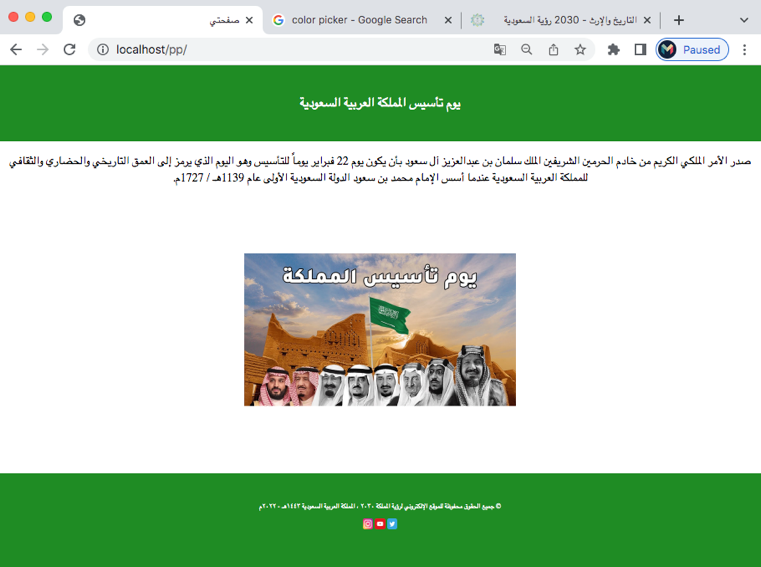 صفحتي
color picker - Google Search
التاريخ والإرث - 2030 رؤية السعودية
localhost/pp/
Paused
يوم تأسيس المملكة العربية السعودية
صدر الأمر الملكي الكريم من خادم الحرمين الشريفين الملك سلمان بن عبدالعزيز آل سعود بأن يكون يوم 22 فبراير يوماً للتأسيس وهو اليوم الذي يرمز إلى العمق التاريخي والحضاري والثقافي
للمملكة العربية السعودية عندما أسس الإمام محمد بن سعود الدولة السعودية الأولى عام 1139هـ / 1727م.
يوم تأسيس المملكة
© جميع الحقوق محفوظة للموقع الإلكتروني لرؤية المملكة ٢٠٣٠ ، المملكة العربية السعودية ١٤٤٣هـ - ٢٠٢٢م